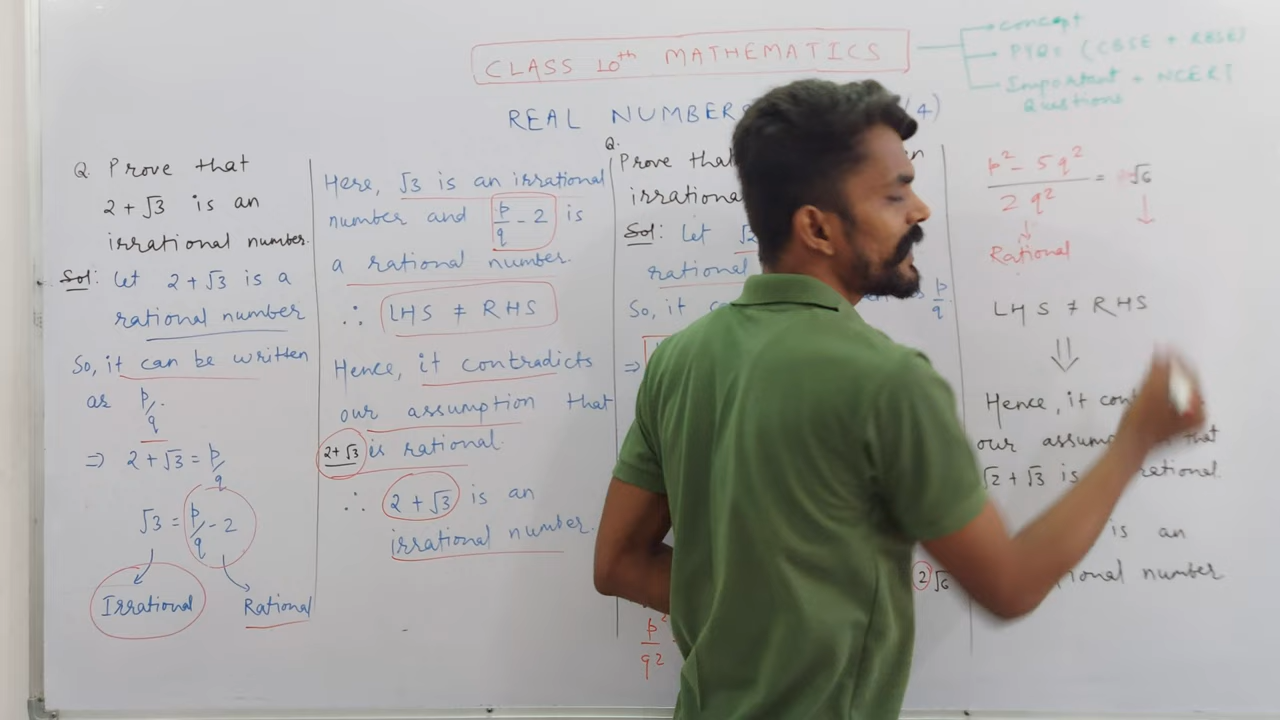 CLASS 10th MATHEMATICS
concept
PYQs (CBSE + RBSE)
Important + NCERT
Qustions
REAL NUMBERS (4)
Q. Prove that
2+√3 is an
irrational number.
Sol: Let 2+√3 is a
rational number
So, it can be written
as p/q.
⇒ 2+√3 = p/q
√3 = p/q - 2
Irrational Rational
Here, √3 is an irrational
number and p/q - 2 is
a rational number.
∴ LHS ≠ RHS
Hence, it contradicts
our assumption that
2+√3 is rational.
∴ 2+√3 is an
irrational number.
Q.
Prove that
irrational
Sol: Let √2
rational
So, it p/q.
⇒
p²
q²
2√6
p² - 5q² / 2q² = √6
Rational
LHS ≠ RHS
⇓
Hence, it
our that
√2+√3 is
is an
number